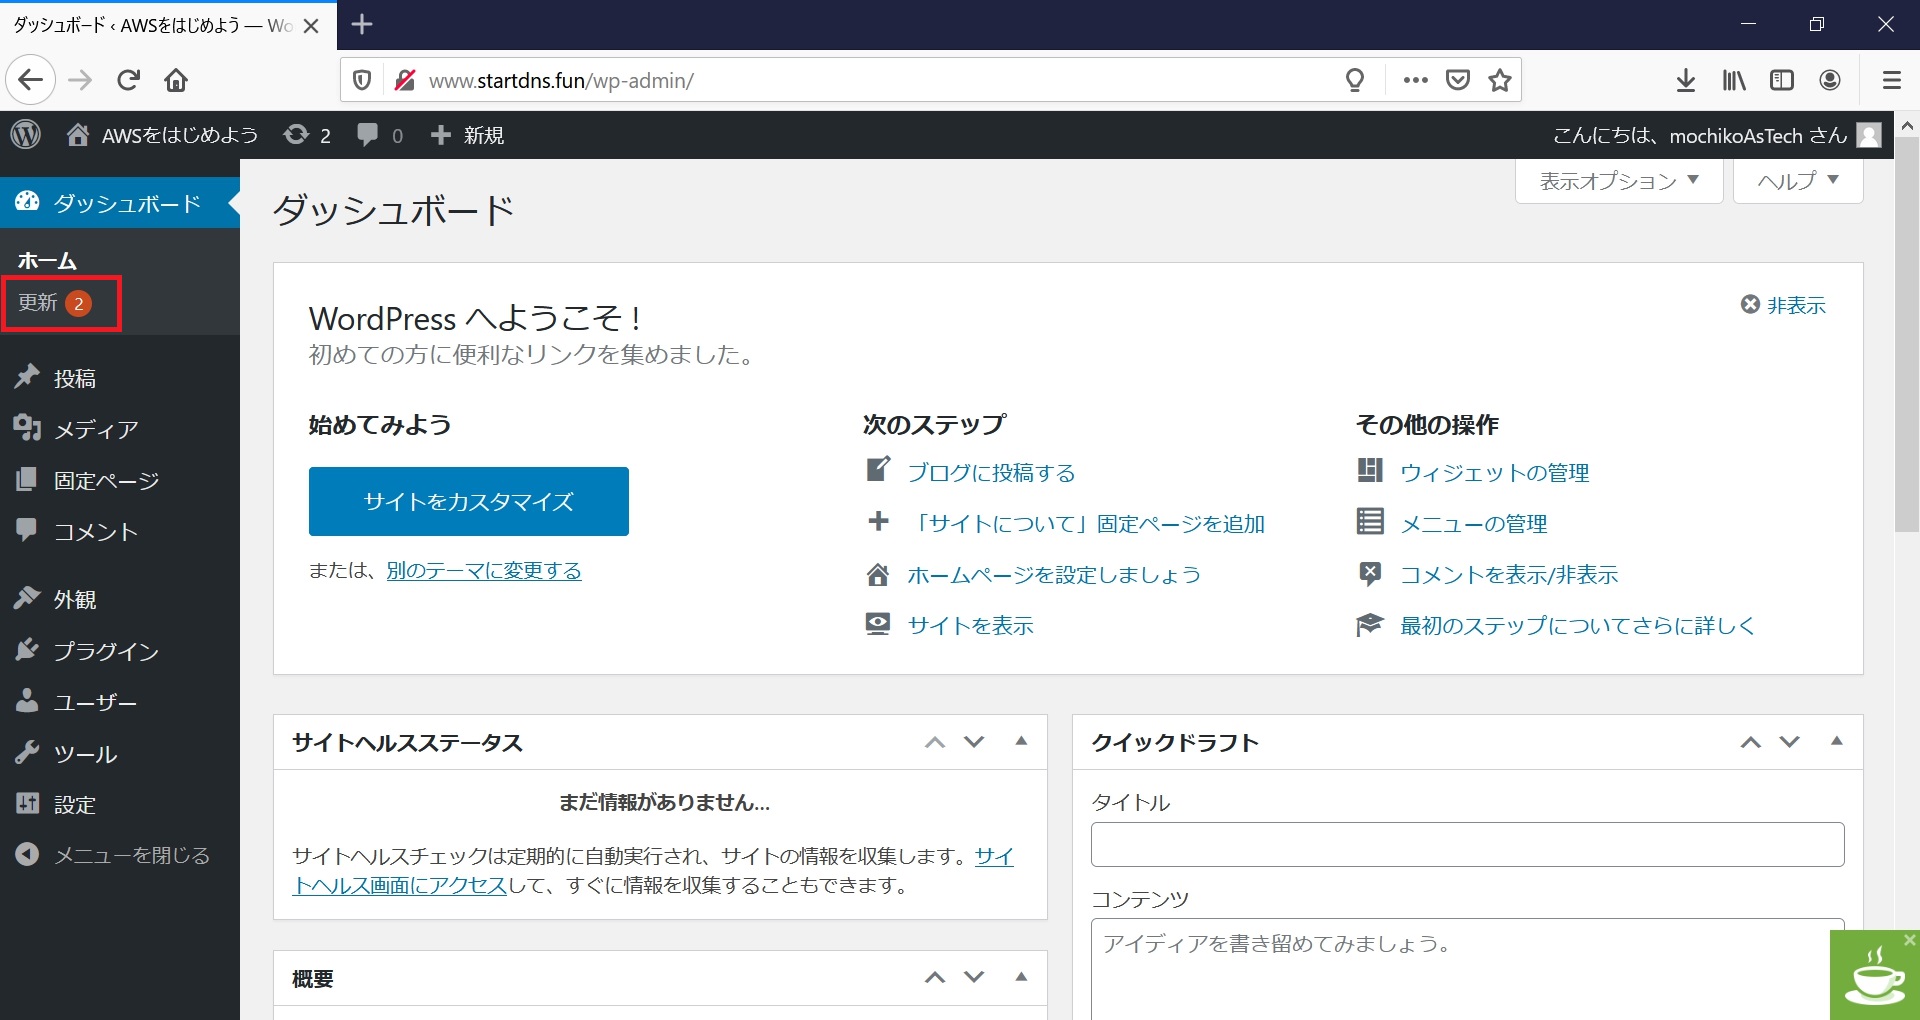 ダッシュボード ‹ AWSをはじめよう — Wo
www.startdns.fun/wp-admin/
AWSをはじめよう 2 0 新規
こんにちは、mochikoAsTech さん
ダッシュボード
ホーム
更新 2
投稿
メディア
固定ページ
コメント
外観
プラグイン
ユーザー
ツール
設定
メニューを閉じる
表示オプション ▼
ヘルプ ▼
ダッシュボード
WordPress へようこそ !
非表示
初めての方に便利なリンクを集めました。
始めてみよう
サイトをカスタマイズ
または、別のテーマに変更する
次のステップ
ブログに投稿する
「サイトについて」固定ページを追加
ホームページを設定しましょう
サイトを表示
その他の操作
ウィジェットの管理
メニューの管理
コメントを表示/非表示
最初のステップについてさらに詳しく
サイトヘルスステータス
まだ情報がありません...
サイトヘルスチェックは定期的に自動実行され、サイトの情報を収集します。サイ
トヘルス画面にアクセスして、すぐに情報を収集することもできます。
概要
クイックドラフト
タイトル
コンテンツ
アイディアを書き留めてみましょう。